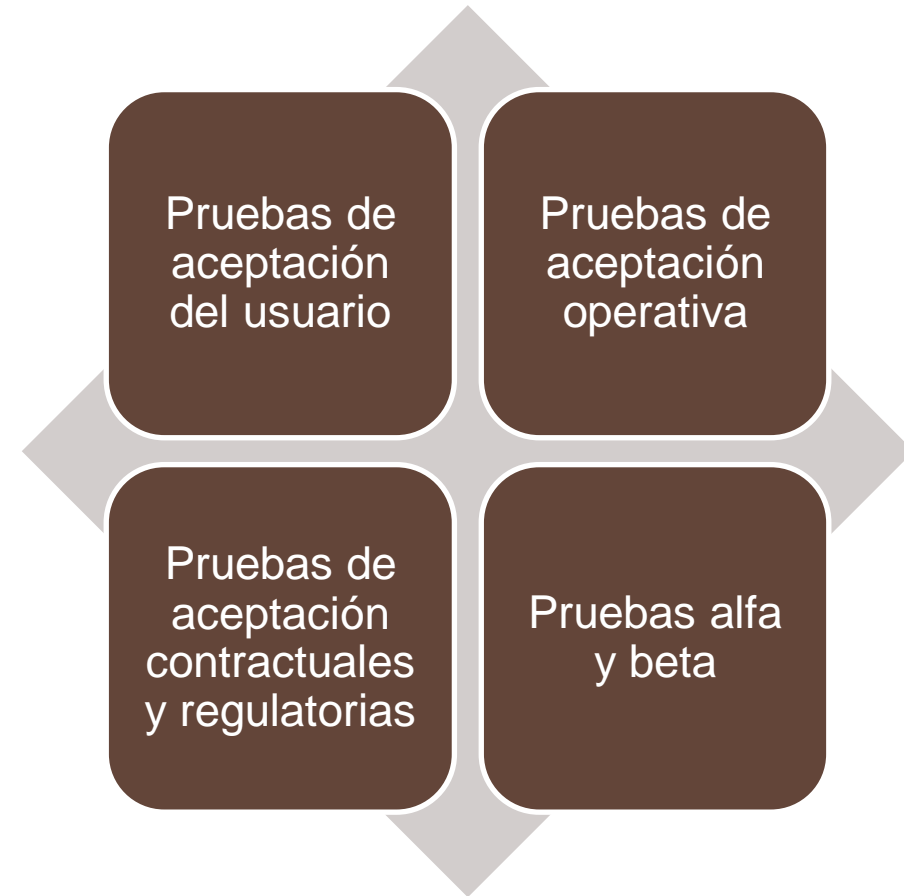 Pruebas de
aceptación
del usuario
Pruebas de
aceptación
operativa
Pruebas de
aceptación
contractuales
y regulatorias
Pruebas alfa
y beta